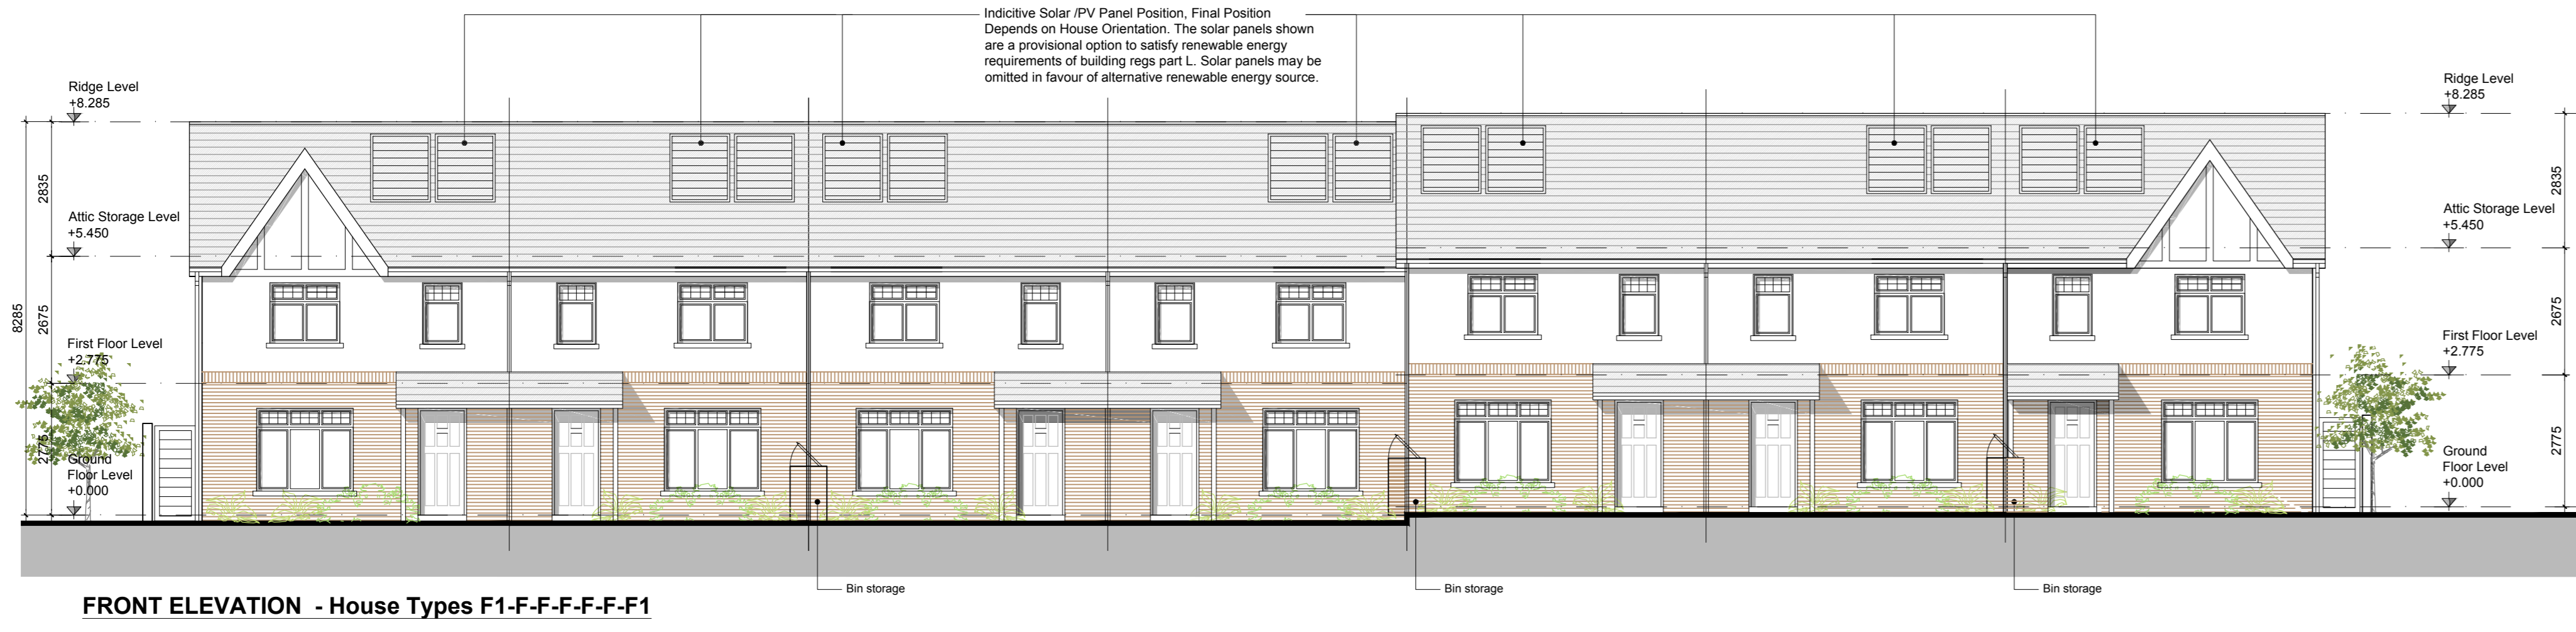 Indicitive Solar /PV Panel Position, Final Position
Depends on House Orientation. The solar panels shown
are a provisional option to satisfy renewable energy
requirements of building regs part L. Solar panels may be
omitted in favour of alternative renewable energy source.
Ridge Level
+8.285
Attic Storage Level
+5.450
First Floor Level
+2.775
Ground
Floor Level
+0.000
8285
2835
2675
2775
Ridge Level
+8.285
Attic Storage Level
+5.450
First Floor Level
+2.775
Ground
Floor Level
+0.000
2835
2675
2775
Bin storage
Bin storage
Bin storage
FRONT ELEVATION - House Types F1-F-F-F-F-F-F1